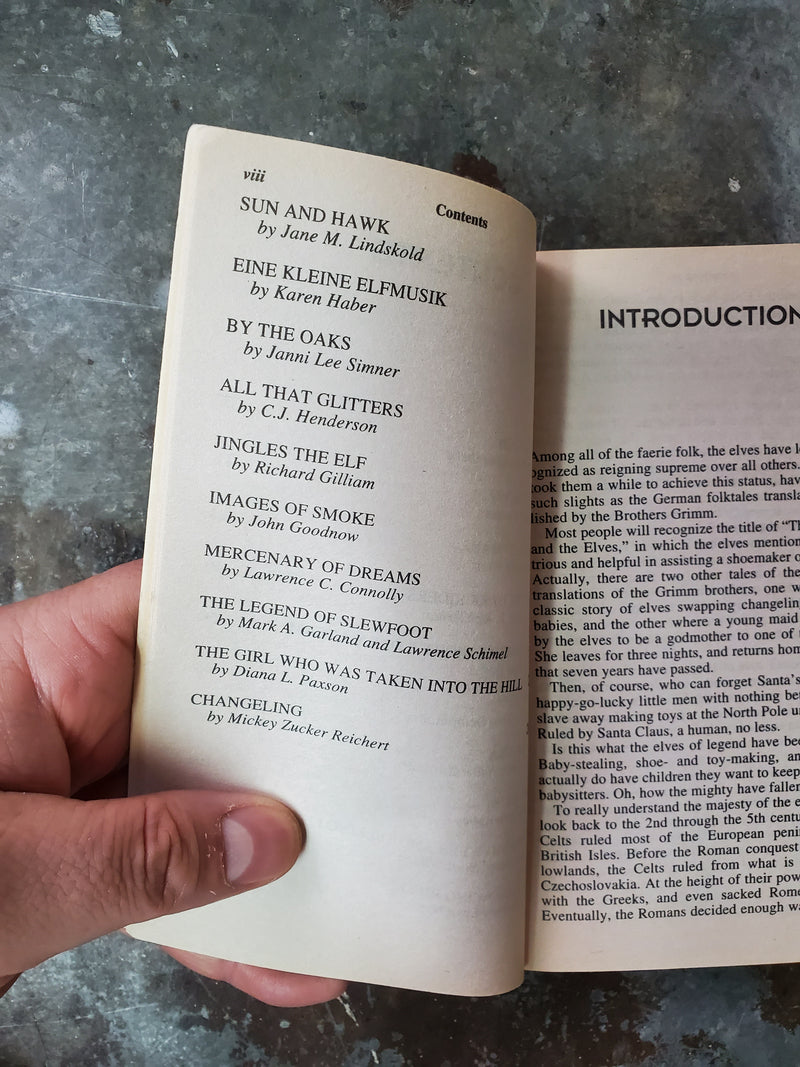 viii
Contents
SUN AND HAWK
by Jane M. Lindskold
EINE KLEINE ELFMUSIK
by Karen Haber
BY THE OAKS
by Janni Lee Simner
ALL THAT GLITTERS
by C.J. Henderson
JINGLES THE ELF
by Richard Gilliam
IMAGES OF SMOKE
by John Goodnow
MERCENARY OF DREAMS
by Lawrence C. Connolly
THE LEGEND OF SLEWFOOT
by Mark A. Garland and Lawrence Schimel
THE GIRL WHO WAS TAKEN INTO THE HILL
by Diana L. Paxson
CHANGELING
by Mickey Zucker Reichert
INTRODUCTION
Among all of the faerie folk, the elves have
ognized as reigning supreme over all others.
took them a while to achieve this status,
such slights as the German folktales
lished by the Brothers Grimm.
Most people will recognize the title of
and the Elves,” in which the elves
trious and helpful in assisting a shoemaker
Actually, there are two other tales of the
translations of the Grimm brothers, one
classic story of elves swapping
babies, and the other where a young maid
by the elves to be a godmother to one of
She leaves for three nights, and returns
that seven years have passed.
Then, of course, who can forget Santa's
happy-go-lucky little men with nothing
slave away making toys at the North Pole
Ruled by Santa Claus, a human, no less.
Is this what the elves of legend have
Baby-stealing, shoe- and toy-making,
actually do have children they want to keep
babysitters. Oh, how the mighty have
To really understand the majesty of the
look back to the 2nd through the 5th
Celts ruled most of the European
British Isles. Before the Roman conquest
lowlands, the Celts ruled from what is
Czechoslovakia. At the height of their
with the Greeks, and even sacked
Eventually, the Romans decided enough